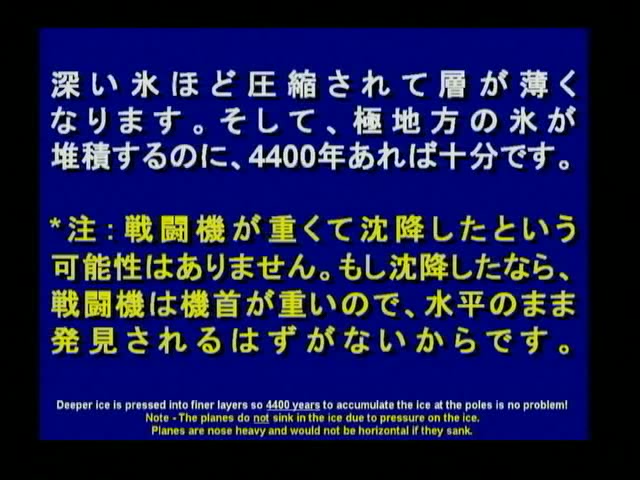 深い氷ほど圧縮されて層が薄く
なります。そして、極地方の氷が
堆積するのに、4400年あれば十分です。
*注：戦闘機が重くて沈降したという
可能性はありません。もし沈降したなら、
戦闘機は機首が重いので、水平のまま
発見されるはずがないからです。
Deeper ice is pressed into finer layers so 4400 years to accumulate the ice at the poles is no problem!
Note - The planes do not sink in the ice due to pressure on the ice.
Planes are nose heavy and would not be horizontal if they sank.